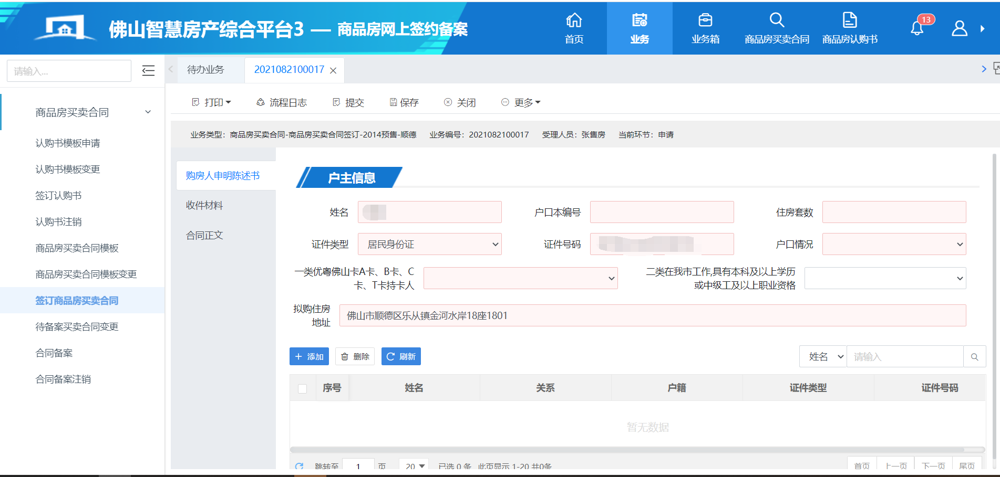 佛山智慧房产综合平台3 — 商品房网上签约备案
首页
业务
业务箱
商品房买卖合同
商品房认购书
13
请输入...
待办业务
2021082100017
商品房买卖合同
认购书模板申请
认购书模板变更
签订认购书
认购书注销
商品房买卖合同模板
商品房买卖合同模板变更
签订商品房买卖合同
待备案买卖合同变更
合同备案
合同备案注销
打印
流程日志
提交
保存
关闭
更多
业务类型：商品房买卖合同-商品房买卖合同签订-2014预售-顺德 业务编号：2021082100017 受理人员：张售房 当前环节：申请
购房人申明陈述书
收件材料
合同正文
户主信息
姓名
户口本编号
住房套数
证件类型
居民身份证
证件号码
户口情况
一类优粤佛山卡A卡、B卡、C
卡、T卡持卡人
二类在我市工作,具有本科及以上学历
或中级工及以上职业资格
拟购住房
地址
佛山市顺德区乐从镇金河水岸18座1801
添加
删除
刷新
姓名
请输入
序号
姓名
关系
户籍
证件类型
证件号码
暂无数据
跳转至 1 页
20
已选 0 条 此页显示 1-20 共0条
首页
上一页
下一页
尾页